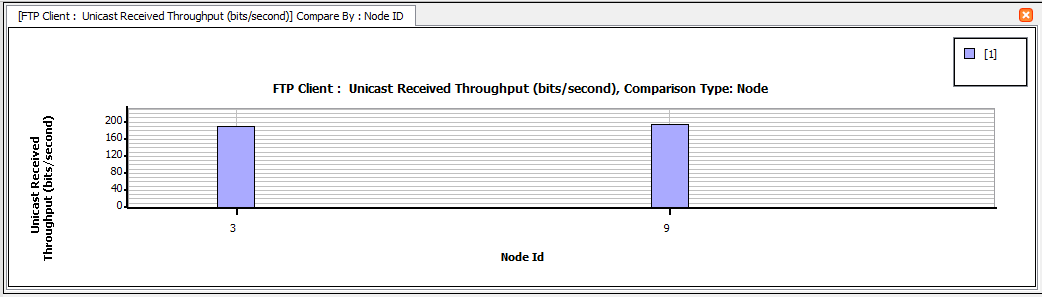 [FTP Client :  Unicast Received Throughput (bits/second)] Compare By : Node ID
[1]
FTP Client :  Unicast Received Throughput (bits/second), Comparison Type: Node
Unicast Received
Throughput (bits/second)
200
160
120
80
40
0
3
9
Node Id